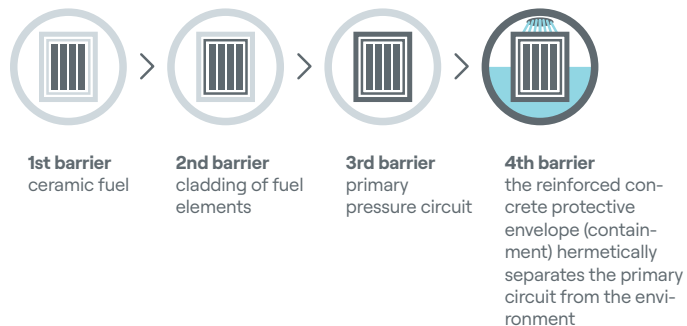 1st barrier
ceramic fuel
2nd barrier
cladding of fuel
elements
3rd barrier
primary
pressure circuit
4th barrier
the reinforced con-
crete protective
envelope (contain-
ment) hermetically
separates the primary
circuit from the envi-
ronment